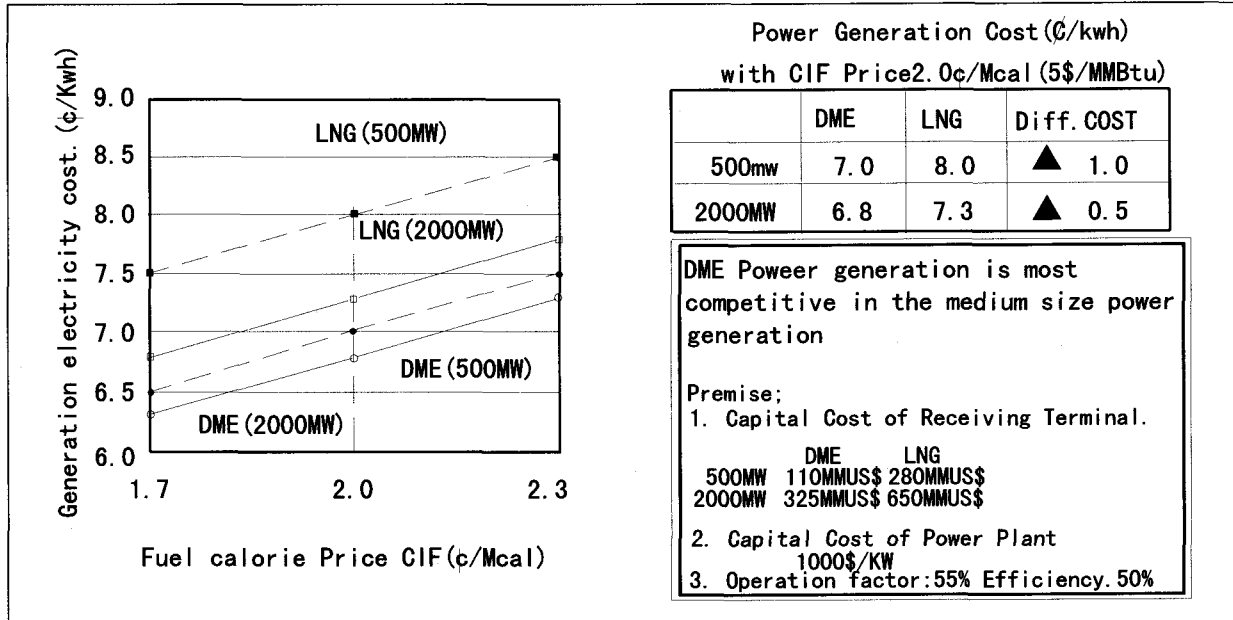 Generation electricity cost.(¢/Kwh)
9.0
8.5
8.0
7.5
7.0
6.5
6.0
LNG(500MW)
LNG(2000MW)
DME(500MW)
DME(2000MW)
1.7 2.0 2.3
Fuel calorie Price CIF(¢/Mcal)
Power Generation Cost(₵/kwh)
with CIF Price2.0¢/Mcal(5$/MMBtu)
DME LNG Diff.COST
500mw 7.0 8.0 ▲ 1.0
2000MW 6.8 7.3 ▲ 0.5
DME Poweer generation is most
competitive in the medium size power
generation
Premise;
1. Capital Cost of Receiving Terminal.
DME LNG
500MW 110MMUS$ 280MMUS$
2000MW 325MMUS$ 650MMUS$
2. Capital Cost of Power Plant
1000$/KW
3. Operation factor:55% Efficiency.50%